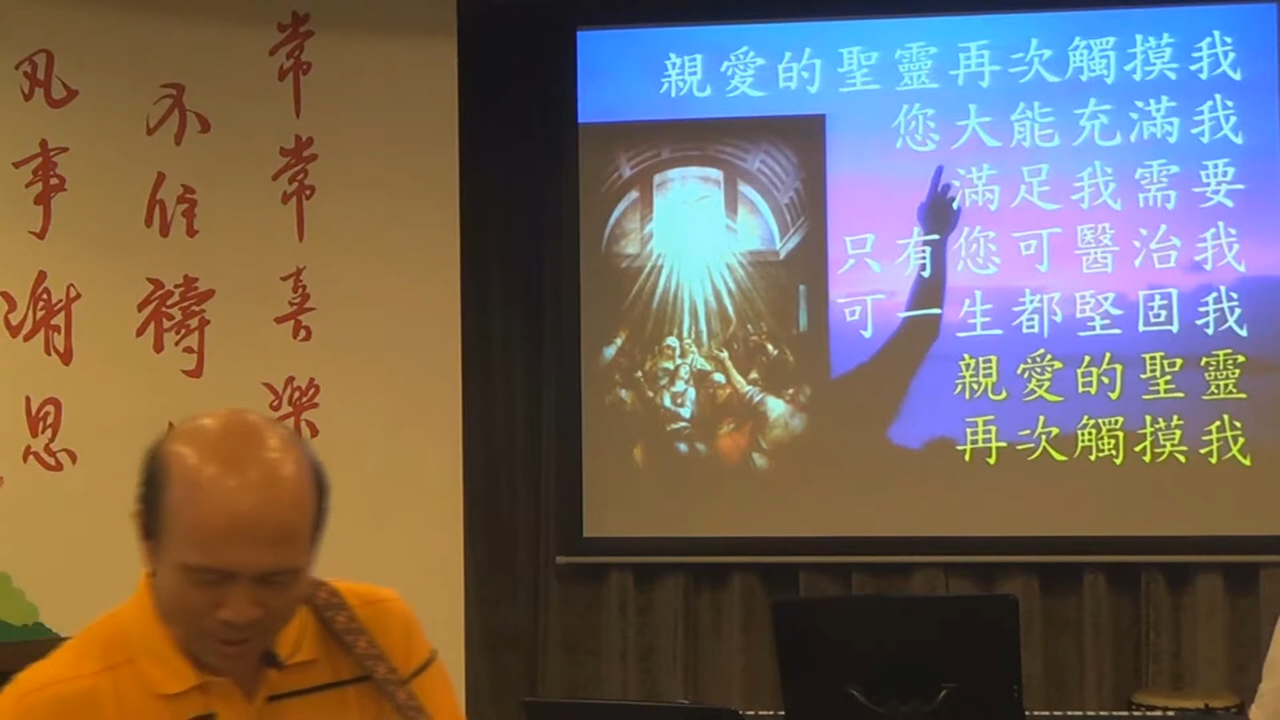 常常喜樂
不住禱
凡事謝恩
親愛的聖靈再次觸摸我
您大能充滿我
滿足我需要
只有您可醫治我
可一生都堅固我
親愛的聖靈
再次觸摸我